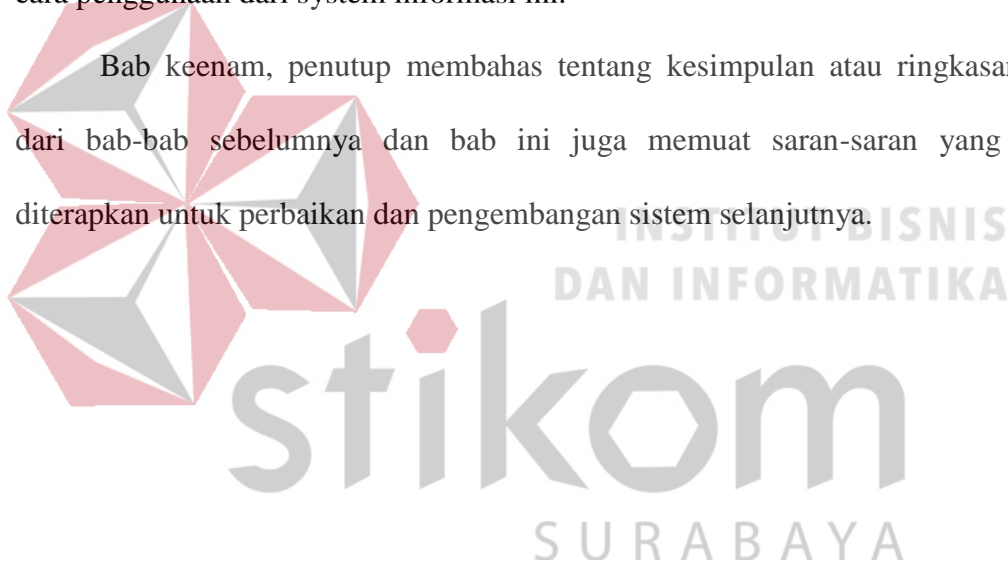 cara penggunaan dari system informasi ini.
Bab keenam, penutup membahas tentang kesimpulan atau ringkasan
dari bab-bab sebelumnya dan bab ini juga memuat saran-saran yang
diterapkan untuk perbaikan dan pengembangan sistem selanjutnya.
INSTITUT BISNIS
DAN INFORMATIKA
stikom
SURABAYA